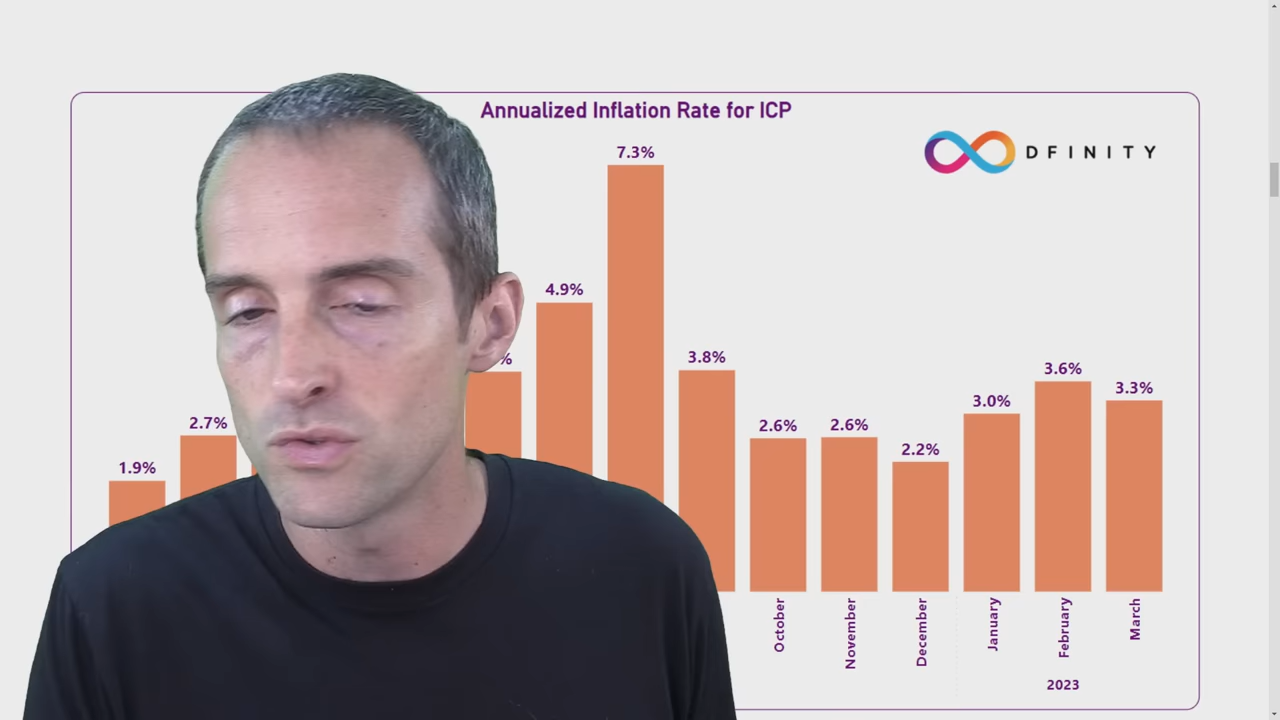 Annualized Inflation Rate for ICP
DFINITY
7.3%
4.9%
%
3.8%
3.6%
3.3%
3.0%
2.7%
2.6%
2.6%
2.2%
1.9%
October
November
December
January
February
March
2023